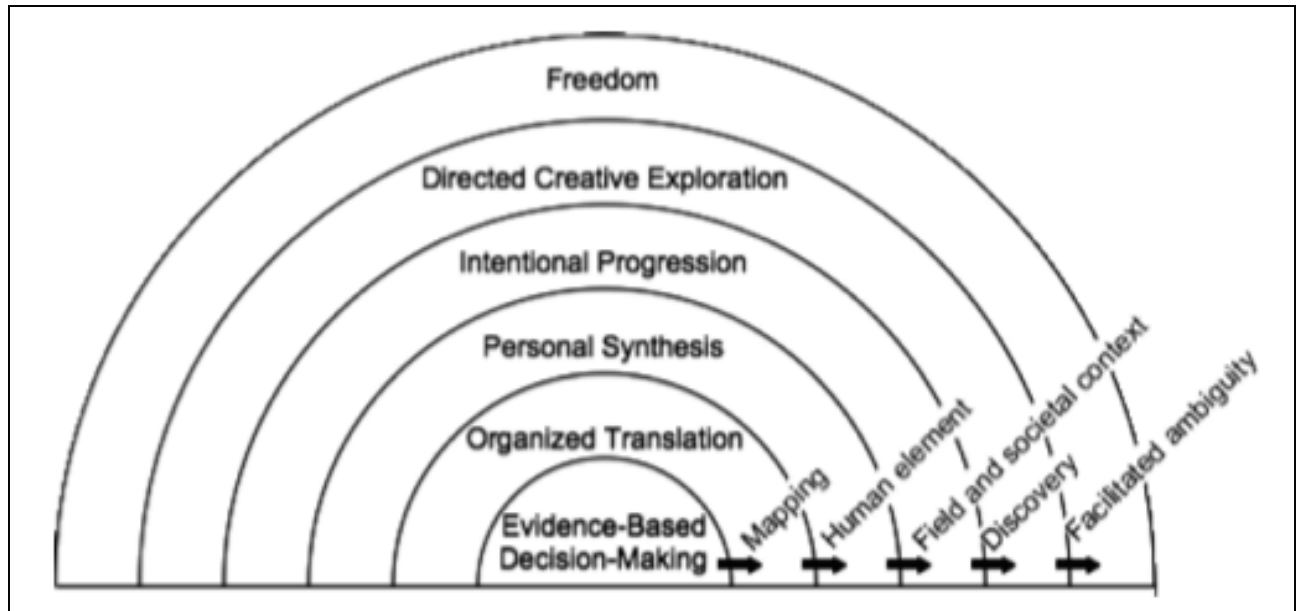 Freedom
Directed Creative Exploration
Intentional Progression
Personal Synthesis
Organized Translation
Evidence-Based
Decision-Making
Mapping
Human element
Field and societal context
Discovery
Facilitated ambiguity